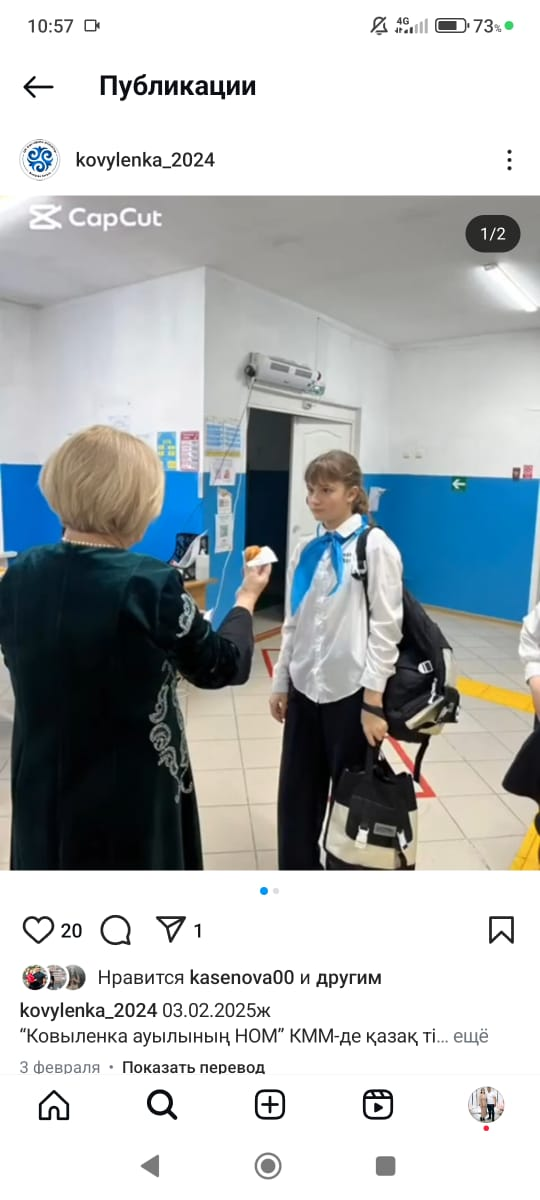 10:57 4G 73%
Публикации
kovylenka_2024
CapCut
1/2
20 1
Нравится kasenova00 и другим
kovylenka_2024 03.02.2025ж
“Ковыленка ауылының НОМ” КММ-де қазақ ті... ещё
3 февраля • Показать перевод